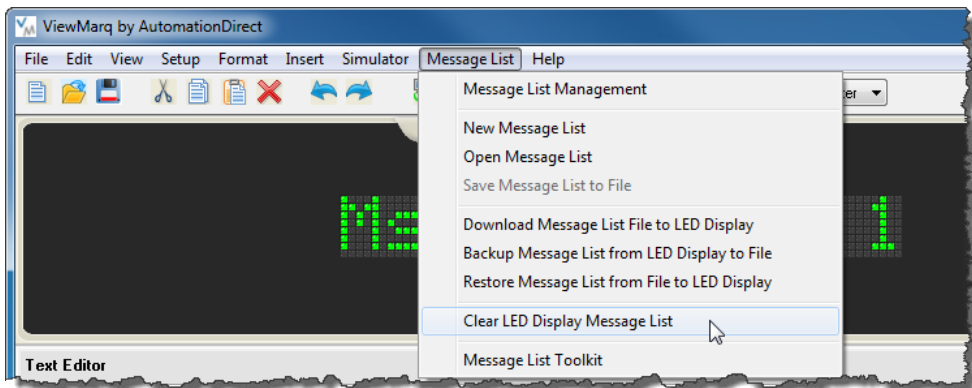 ViewMarq by AutomationDirect
File Edit View Setup Format Insert Simulator Message List Help
Message List Management
New Message List
Open Message List
Save Message List to File
Download Message List File to LED Display
Backup Message List from LED Display to File
Restore Message List from File to LED Display
Clear LED Display Message List
Message List Toolkit
1
Text Editor